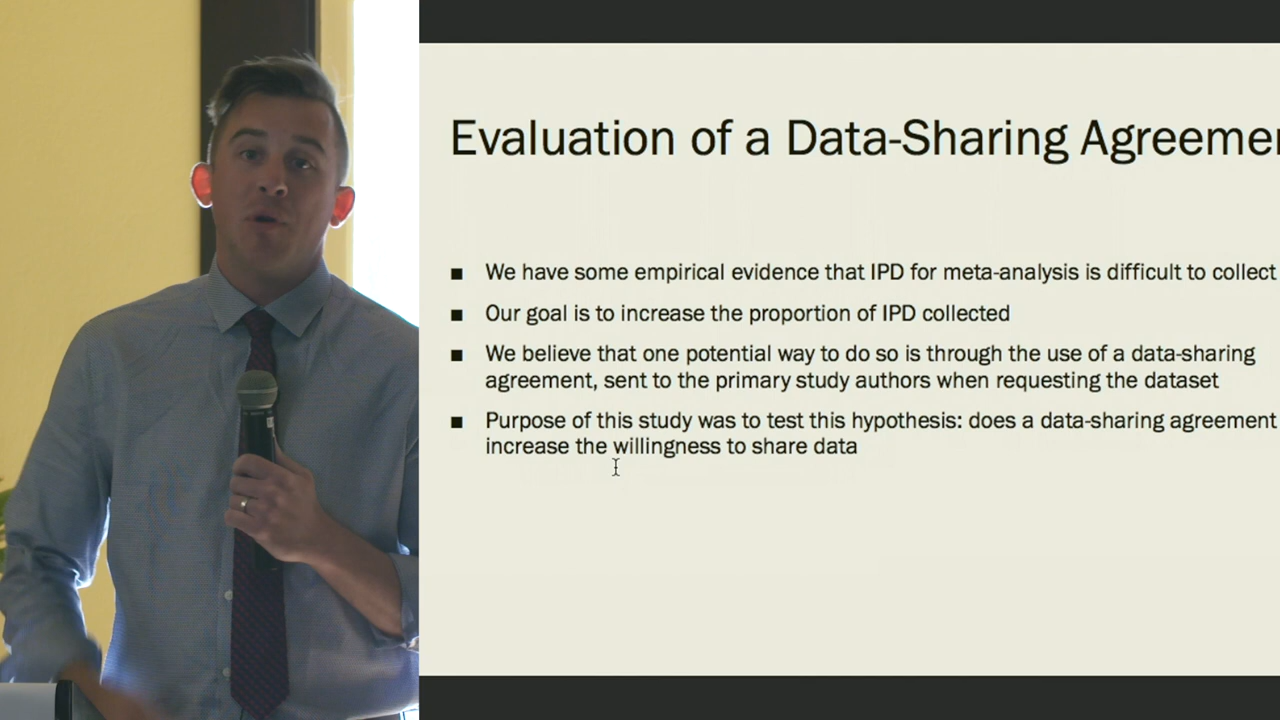 Evaluation of a Data-Sharing
■ We have some empirical evidence that IPD for meta-analysis is difficult to collect
■ Our goal is to increase the proportion of IPD collected
■ We believe that one potential way to do so is through the use of a data-sharing
agreement, sent to the primary study authors when requesting the dataset
■ Purpose of this study was to test this hypothesis: does a data-sharing agreement
increase the willingness to share data